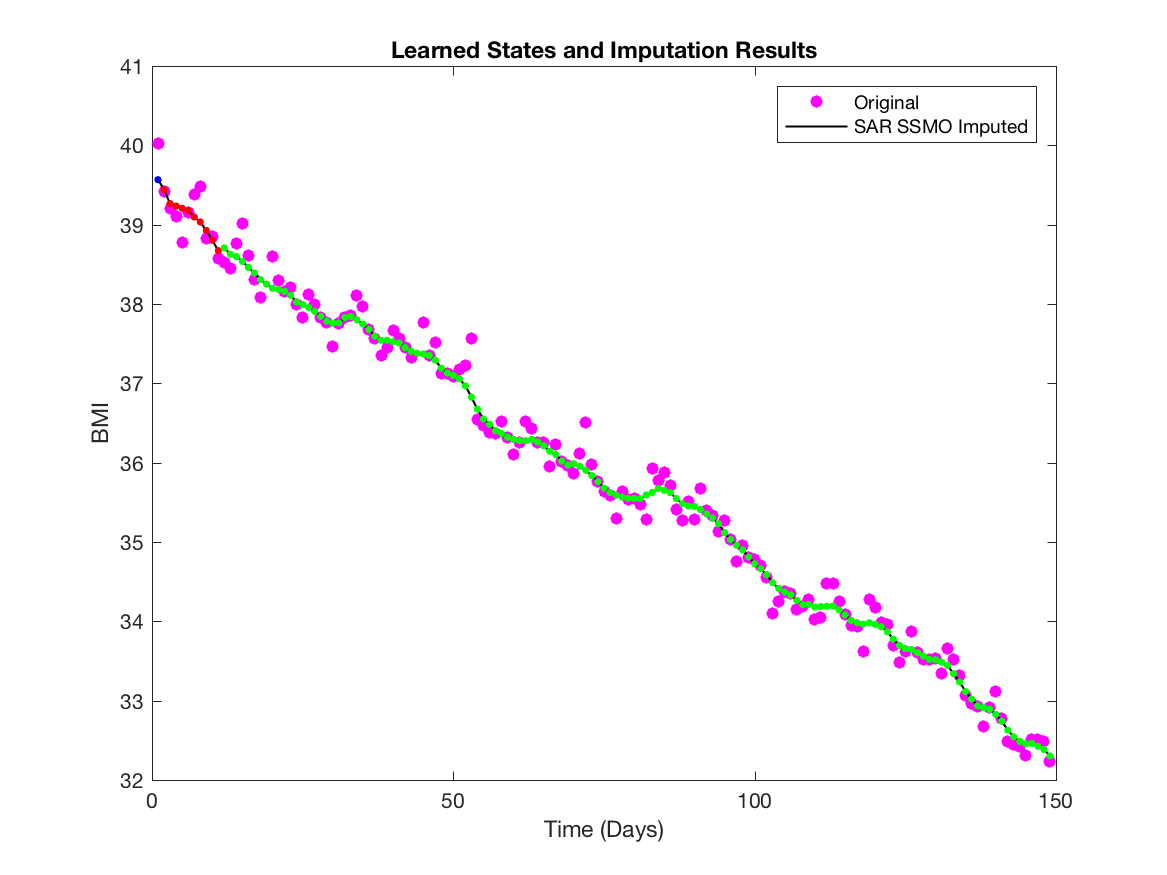 Learned States and Imputation Results
Original
SAR SSMO Imputed
BMI
41
40
39
38
37
36
35
34
33
32
0
50
100
150
Time (Days)